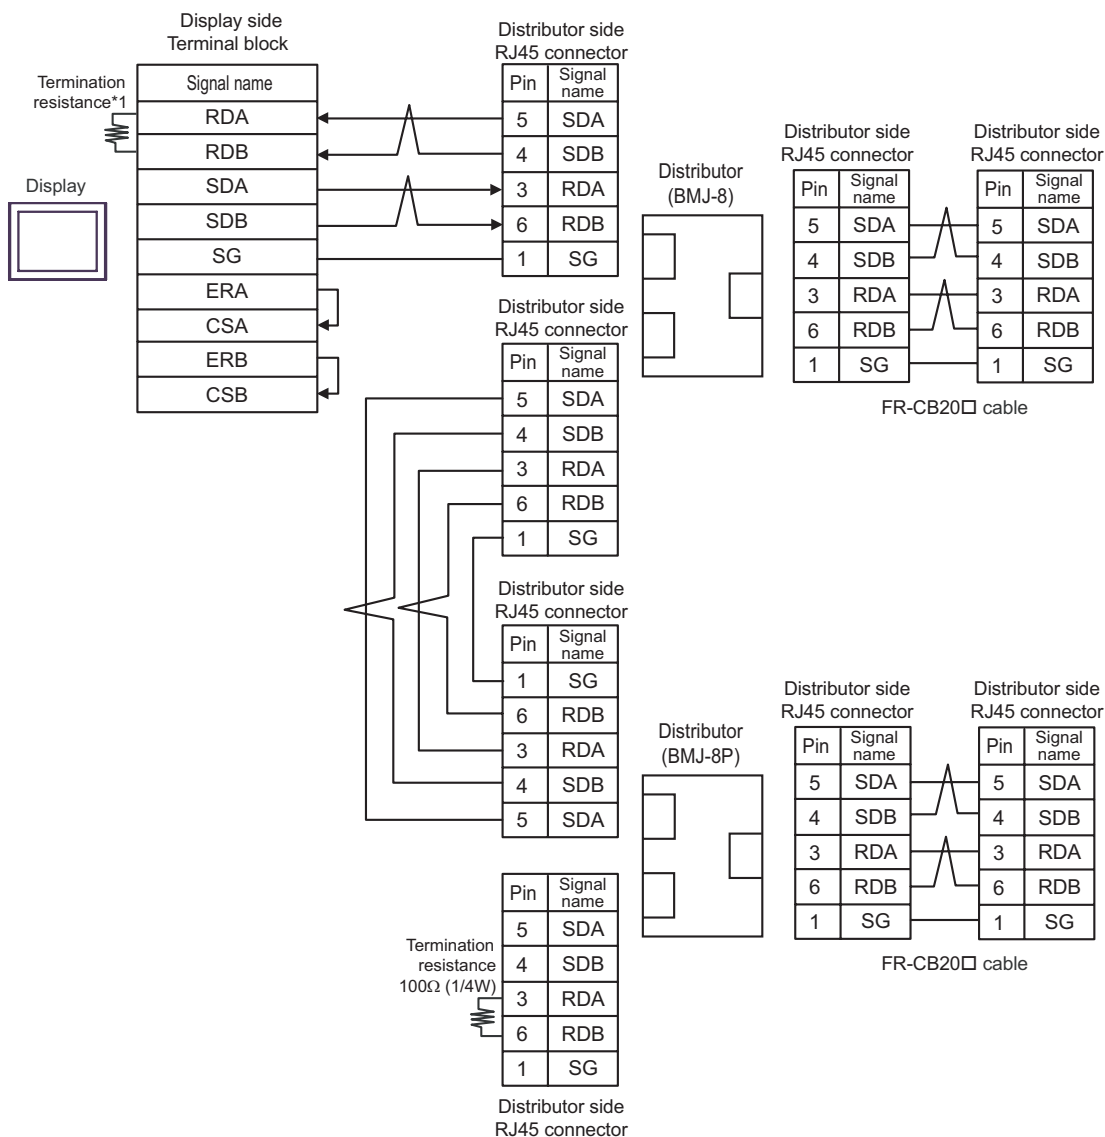 Display side
Terminal block
Termination
resistance*1
Signal name
RDA
RDB
SDA
SDB
SG
ERA
CSA
ERB
CSB
Display
Distributor side
RJ45 connector
Pin Signal name
5 SDA
4 SDB
3 RDA
6 RDB
1 SG
Distributor side
RJ45 connector
Pin Signal name
5 SDA
4 SDB
3 RDA
6 RDB
1 SG
Distributor side
RJ45 connector
Pin Signal name
1 SG
6 RDB
3 RDA
4 SDB
5 SDA
Pin Signal name
5 SDA
4 SDB
3 RDA
6 RDB
1 SG
Termination
resistance
100Ω (1/4W)
Distributor side
RJ45 connector
Distributor
(BMJ-8)
Distributor side
RJ45 connector
Pin Signal name
5 SDA
4 SDB
3 RDA
6 RDB
1 SG
Distributor side
RJ45 connector
Pin Signal name
5 SDA
4 SDB
3 RDA
6 RDB
1 SG
FR-CB20□ cable
Distributor
(BMJ-8P)
Distributor side
RJ45 connector
Pin Signal name
5 SDA
4 SDB
3 RDA
6 RDB
1 SG
Distributor side
RJ45 connector
Pin Signal name
5 SDA
4 SDB
3 RDA
6 RDB
1 SG
FR-CB20□ cable